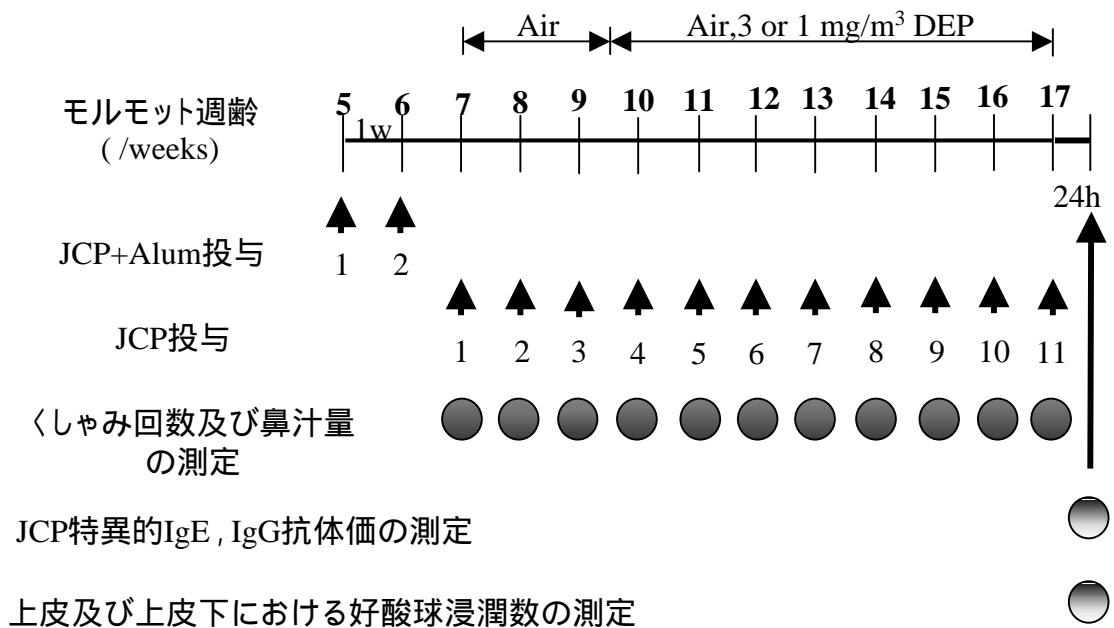 Air Air,3 or 1 mg/m³ DEP
モルモット週齢
( /weeks)
5 6 7 8 9 10 11 12 13 14 15 16 17
1w
24h
JCP+Alum投与
1 2
JCP投与
1 2 3 4 5 6 7 8 9 10 11
くしゃみ回数及び鼻汁量
の測定
JCP特異的IgE , IgG抗体価の測定
上皮及び上皮下における好酸球浸潤数の測定